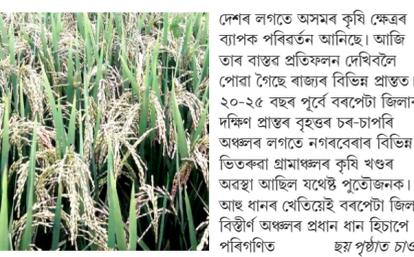 দেশৰ লগতে অসমৰ কৃষি ক্ষেত্ৰৰ
ব্যাপক পৰিৱৰ্তন আনিছে। আজি
তাৰ বাস্তৱ প্ৰতিফলন দেখিবলৈ
পোৱা গৈছে ৰাজ্যৰ বিভিন্ন প্ৰান্তত।
২০-২৫ বছৰ পূৰ্বে বৰপেটা জিলাৰ
দক্ষিণ প্ৰান্তৰ বৃহত্তৰ চৰ-চাপৰি
অঞ্চলৰ লগতে নগৰবেৰাৰ বিভিন্ন
ভিতৰুৱা গ্ৰামাঞ্চলৰ কৃষি খণ্ডৰ
অৱস্থা আছিল যথেষ্ট পুতৌজনক।
আহু ধানৰ খেতিয়েই বৰপেটা জিলাৰ
বিস্তীৰ্ণ অঞ্চলৰ প্ৰধান ধান হিচাপে
পৰিগণিত ছয় পৃষ্ঠাত চাওক